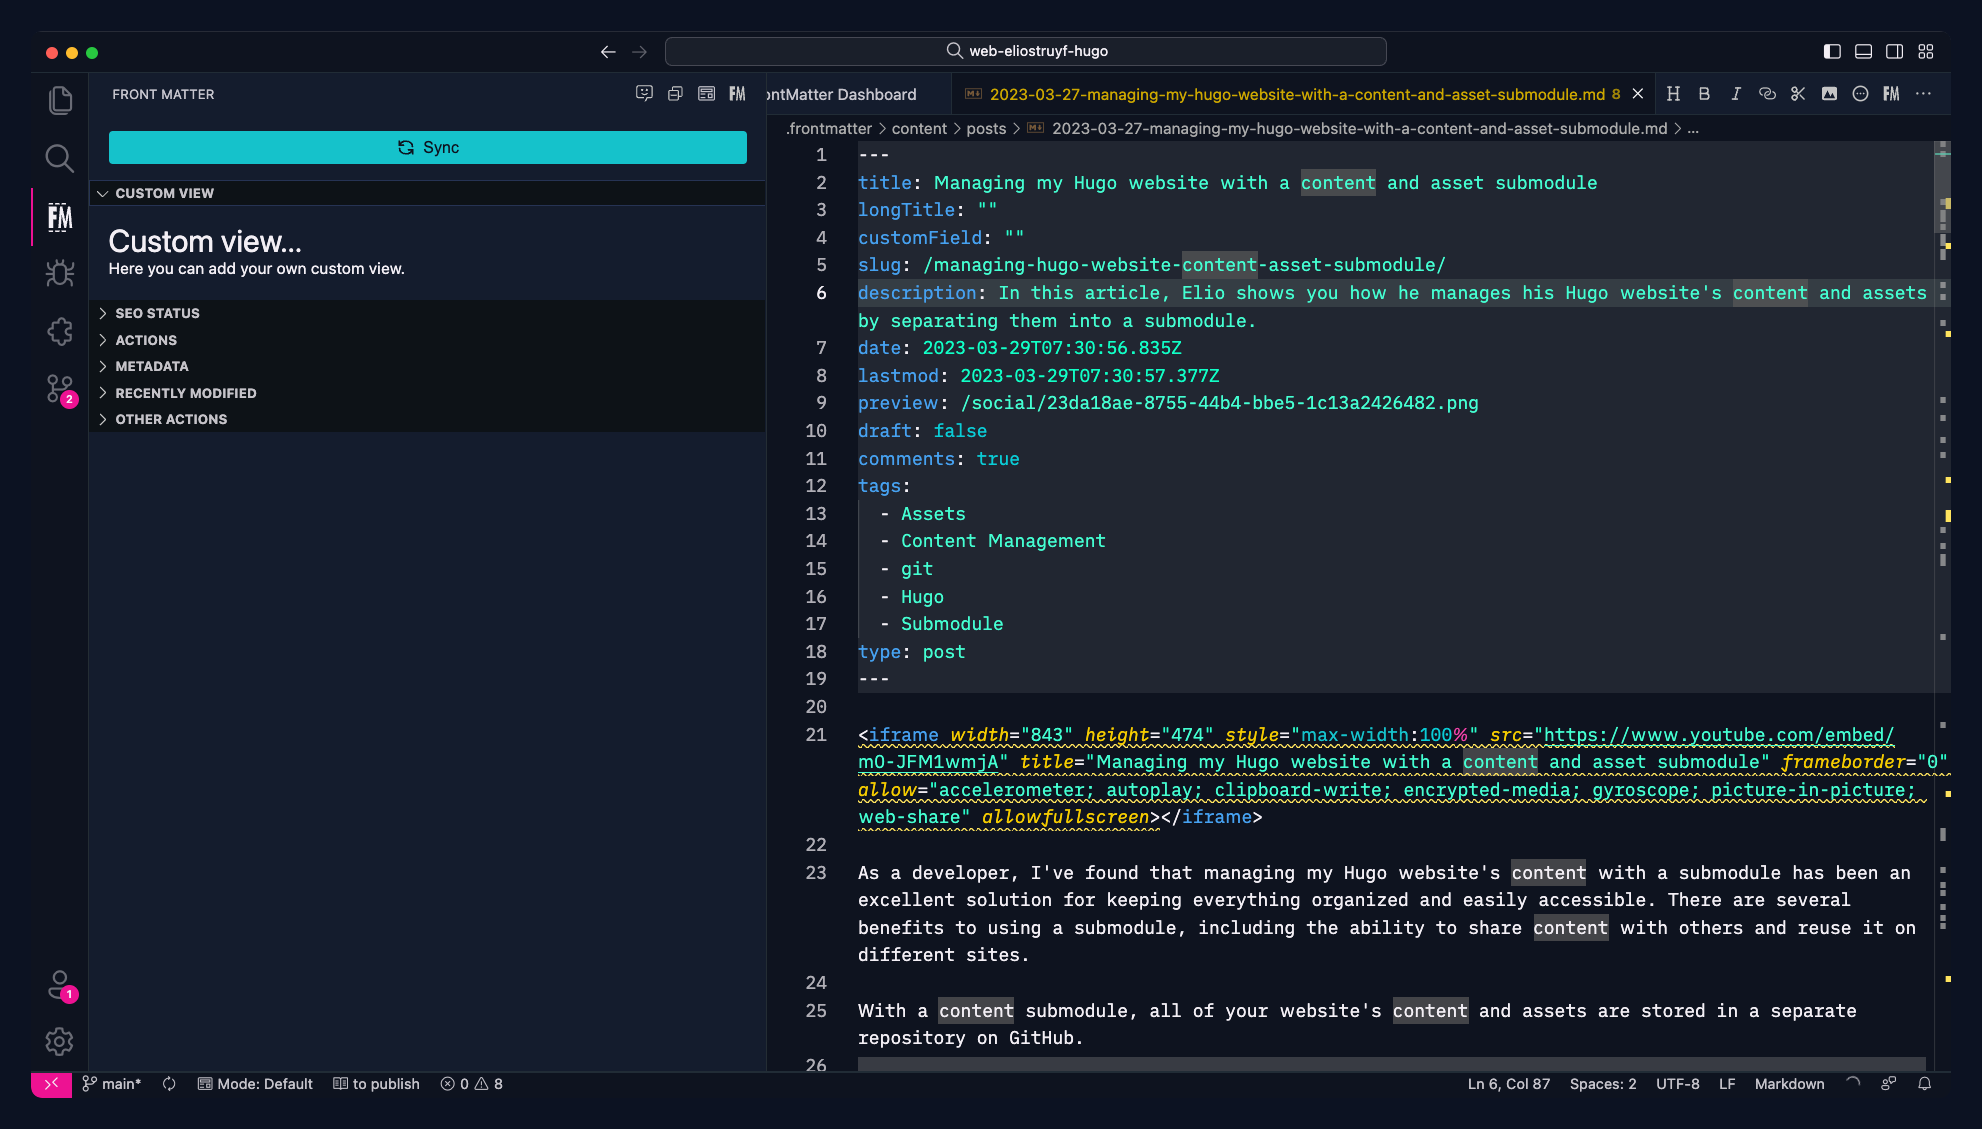 web-eliostruyf-hugo
FRONT MATTER
FM
ontMatter Dashboard
2023-03-27-managing-my-hugo-website-with-a-content-and-asset-submodule.md 8
H B I FM ...
Sync
.frontmatter > content > posts > 2023-03-27-managing-my-hugo-website-with-a-content-and-asset-submodule.md > ...
CUSTOM VIEW
FM
Custom view...
Here you can add your own custom view.
SEO STATUS
ACTIONS
METADATA
RECENTLY MODIFIED
OTHER ACTIONS
2
1
1 ---
2 title: Managing my Hugo website with a content and asset submodule
3 longTitle: ""
4 customField: ""
5 slug: /managing-hugo-website-content-asset-submodule/
6 description: In this article, Elio shows you how he manages his Hugo website's content and assets
by separating them into a submodule.
7 date: 2023-03-29T07:30:56.835Z
8 lastmod: 2023-03-29T07:30:57.377Z
9 preview: /social/23da18ae-8755-44b4-bbe5-1c13a2426482.png
10 draft: false
11 comments: true
12 tags:
13 - Assets
14 - Content Management
15 - git
16 - Hugo
17 - Submodule
18 type: post
19 ---
20
21 <iframe width="843" height="474" style="max-width:100%" src="https://www.youtube.com/embed/
mO-JFM1wmjA" title="Managing my Hugo website with a content and asset submodule" frameborder="0"
allow="accelerometer; autoplay; clipboard-write; encrypted-media; gyroscope; picture-in-picture;
web-share" allowfullscreen></iframe>
22
23 As a developer, I've found that managing my Hugo website's content with a submodule has been an
excellent solution for keeping everything organized and easily accessible. There are several
benefits to using a submodule, including the ability to share content with others and reuse it on
different sites.
24
25 With a content submodule, all of your website's content and assets are stored in a separate
repository on GitHub.
26
main* Mode: Default to publish 0 8
Ln 6, Col 87 Spaces: 2 UTF-8 LF Markdown